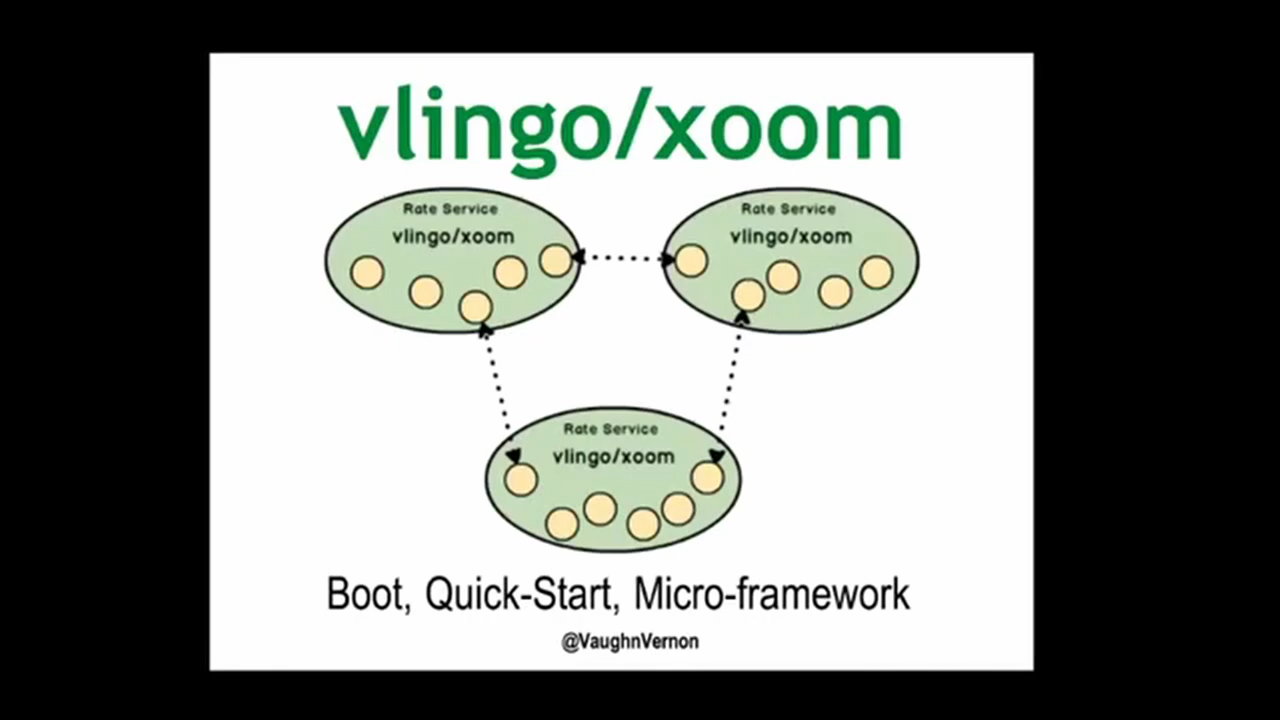 vlingo/xoom
Rate Service
vlingo/xoom
Rate Service
vlingo/xoom
Rate Service
vlingo/xoom
Boot, Quick-Start, Micro-framework
@VaughnVernon